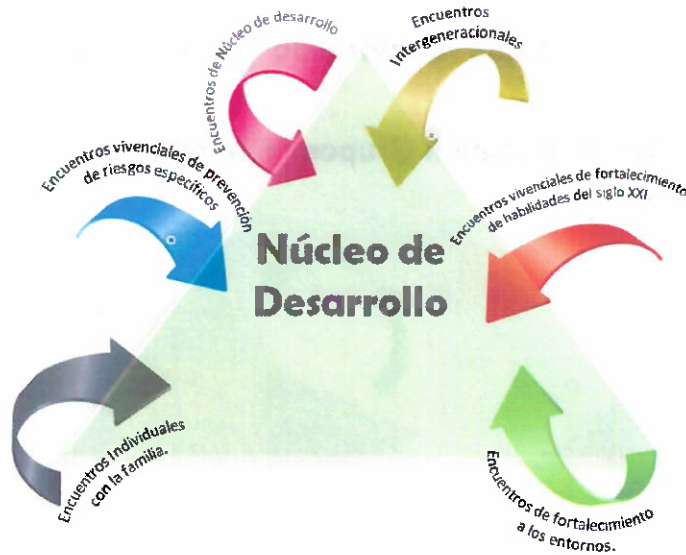 Encuentros de Núcleo de desarrollo
Encuentros
Intergeneracionales
Encuentros vivenciales de prevención
de riesgos específicos
Encuentros vivenciales de fortalecimiento
de habilidades del siglo XXI
Núcleo de
Desarrollo
Encuentros Individuales
con la familia.
Encuentros de fortalecimiento
a los entornos.